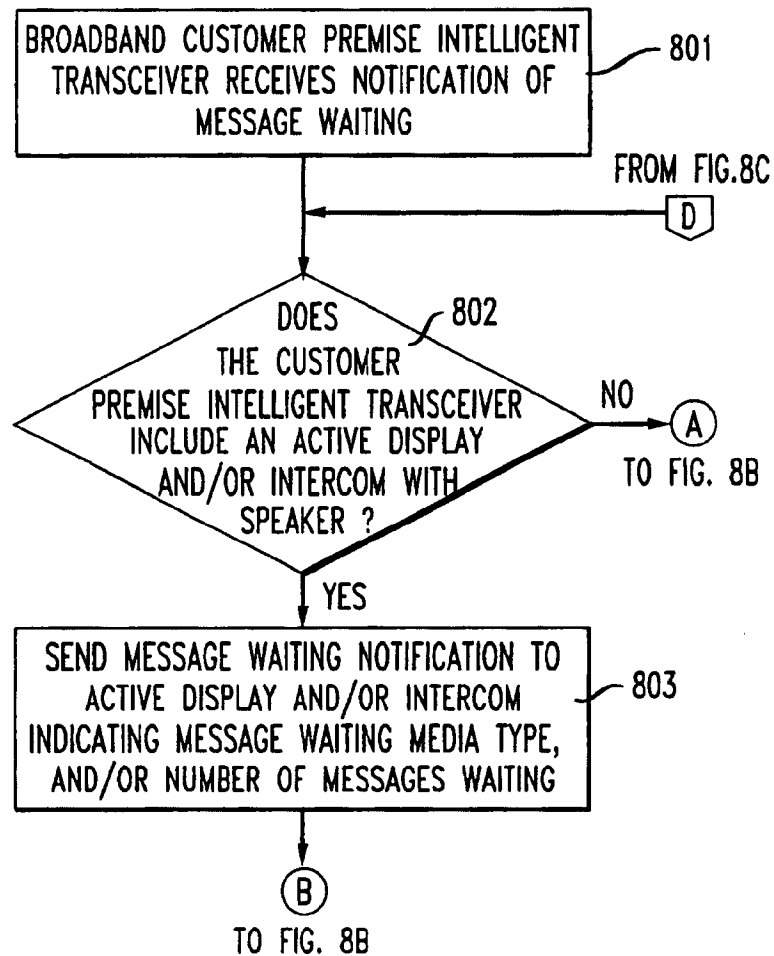 BROADBAND CUSTOMER PREMISE INTELLIGENT
TRANSCEIVER RECEIVES NOTIFICATION OF
MESSAGE WAITING
801
FROM FIG.8C
D
DOES
THE CUSTOMER
PREMISE INTELLIGENT TRANSCEIVER
INCLUDE AN ACTIVE DISPLAY
AND/OR INTERCOM WITH
SPEAKER ?
802
NO
A
TO FIG. 8B
YES
SEND MESSAGE WAITING NOTIFICATION TO
ACTIVE DISPLAY AND/OR INTERCOM
INDICATING MESSAGE WAITING MEDIA TYPE,
AND/OR NUMBER OF MESSAGES WAITING
803
B
TO FIG. 8B